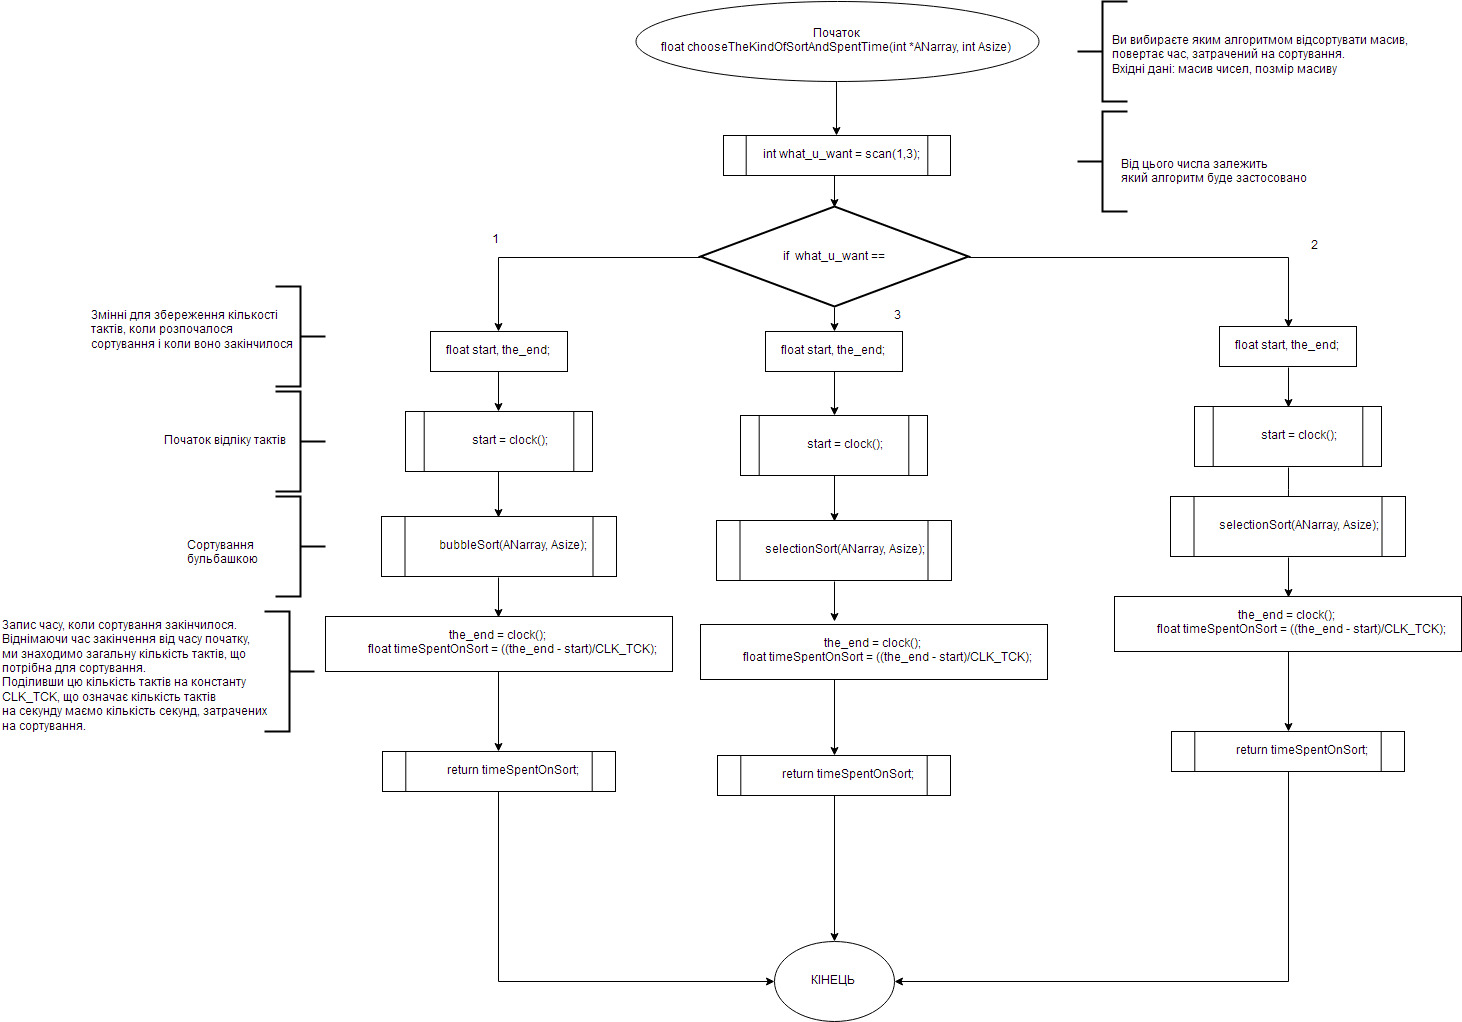 Початок
float chooseTheKindOfSortAndSpentTime(int *ANarray, int Asize)
Ви вибираєте яким алгоритмом відсортувати масив,
повертає час, затрачений на сортування.
Вхідні дані: масив чисел, позмір масиву
int what_u_want = scan(1,3);
Від цього числа залежить
який алгоритм буде застосовано
if what_u_want ==
1
2
3
Змінні для збереження кількості
тактів, коли розпочалося
сортування і коли воно закінчилося
float start, the_end;
float start, the_end;
float start, the_end;
Початок відліку тактів
start = clock();
start = clock();
start = clock();
Сортування
бульбашкою
bubbleSort(ANarray, Asize);
selectionSort(ANarray, Asize);
selectionSort(ANarray, Asize);
Запис часу, коли сортування закінчилося.
Віднімаючи час закінчення від часу початку,
ми знаходимо загальну кількість тактів, що
потрібна для сортування.
Поділивши цю кількість тактів на константу
CLK_TCK, що означає кількість тактів
на секунду маємо кількість секунд, затрачених
на сортування.
the_end = clock();
float timeSpentOnSort = ((the_end - start)/CLK_TCK);
the_end = clock();
float timeSpentOnSort = ((the_end - start)/CLK_TCK);
the_end = clock();
float timeSpentOnSort = ((the_end - start)/CLK_TCK);
return timeSpentOnSort;
return timeSpentOnSort;
return timeSpentOnSort;
КІНЕЦЬ